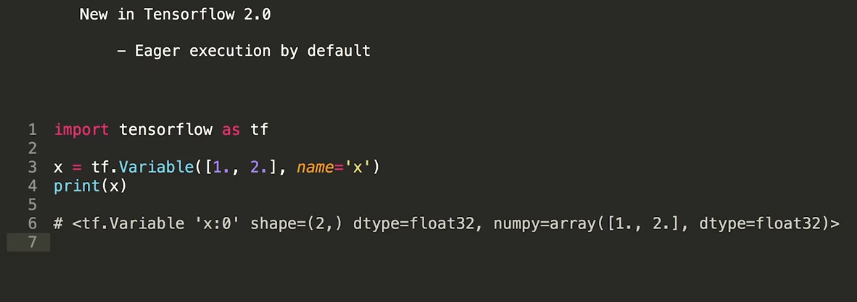 New in Tensorflow 2.0
- Eager execution by default
1 import tensorflow as tf
2
3 x = tf.Variable([1., 2.], name='x')
4 print(x)
5
6 # <tf.Variable 'x:0' shape=(2,) dtype=float32, numpy=array([1., 2.], dtype=float32)>
7